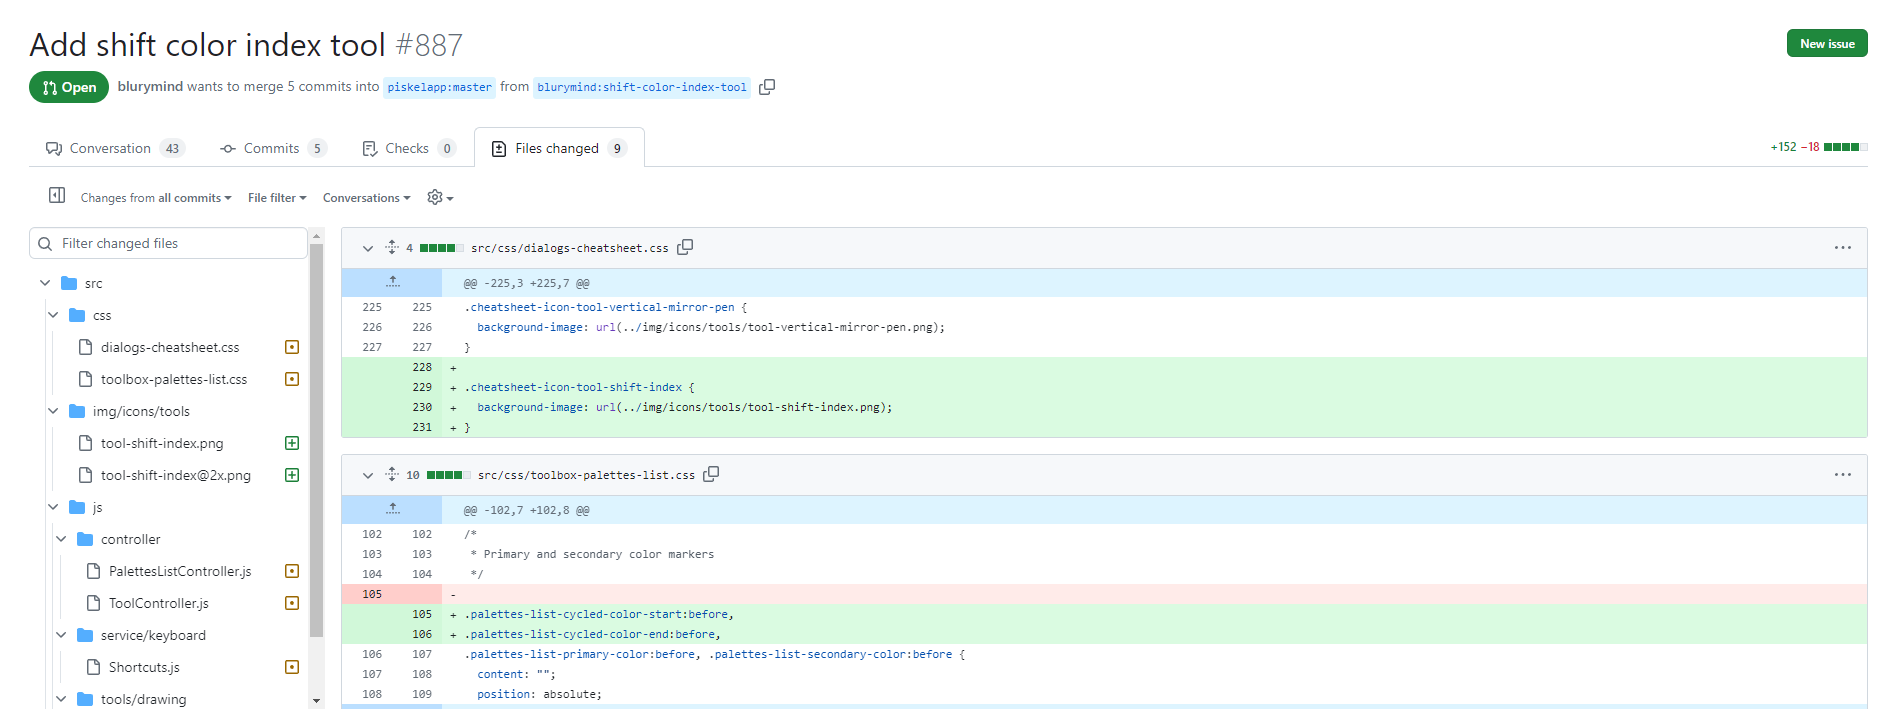 Add shift color index tool #887
New issue
Open blurymind wants to merge 5 commits into piskelapp:master from blurymind:shift-color-index-tool
Conversation 43 Commits 5 Checks 0 Files changed 9
+152 −18
Changes from all commits File filter Conversations
Filter changed files
src
css
dialogs-cheatsheet.css
toolbox-palettes-list.css
img/icons/tools
tool-shift-index.png
tool-shift-index@2x.png
js
controller
PalettesListController.js
ToolController.js
service/keyboard
Shortcuts.js
tools/drawing
4 src/css/dialogs-cheatsheet.css
@@ -225,3 +225,7 @@
225 225 .cheatsheet-icon-tool-vertical-mirror-pen {
226 226 background-image: url(../img/icons/tools/tool-vertical-mirror-pen.png);
227 227 }
228 +
229 + .cheatsheet-icon-tool-shift-index {
230 + background-image: url(../img/icons/tools/tool-shift-index.png);
231 + }
10 src/css/toolbox-palettes-list.css
@@ -102,7 +102,8 @@
102 102 /*
103 103 * Primary and secondary color markers
104 104 */
105 -
105 + .palettes-list-cycled-color-start:before,
106 + .palettes-list-cycled-color-end:before,
106 107 .palettes-list-primary-color:before, .palettes-list-secondary-color:before {
107 108 content: "";
108 109 position: absolute;